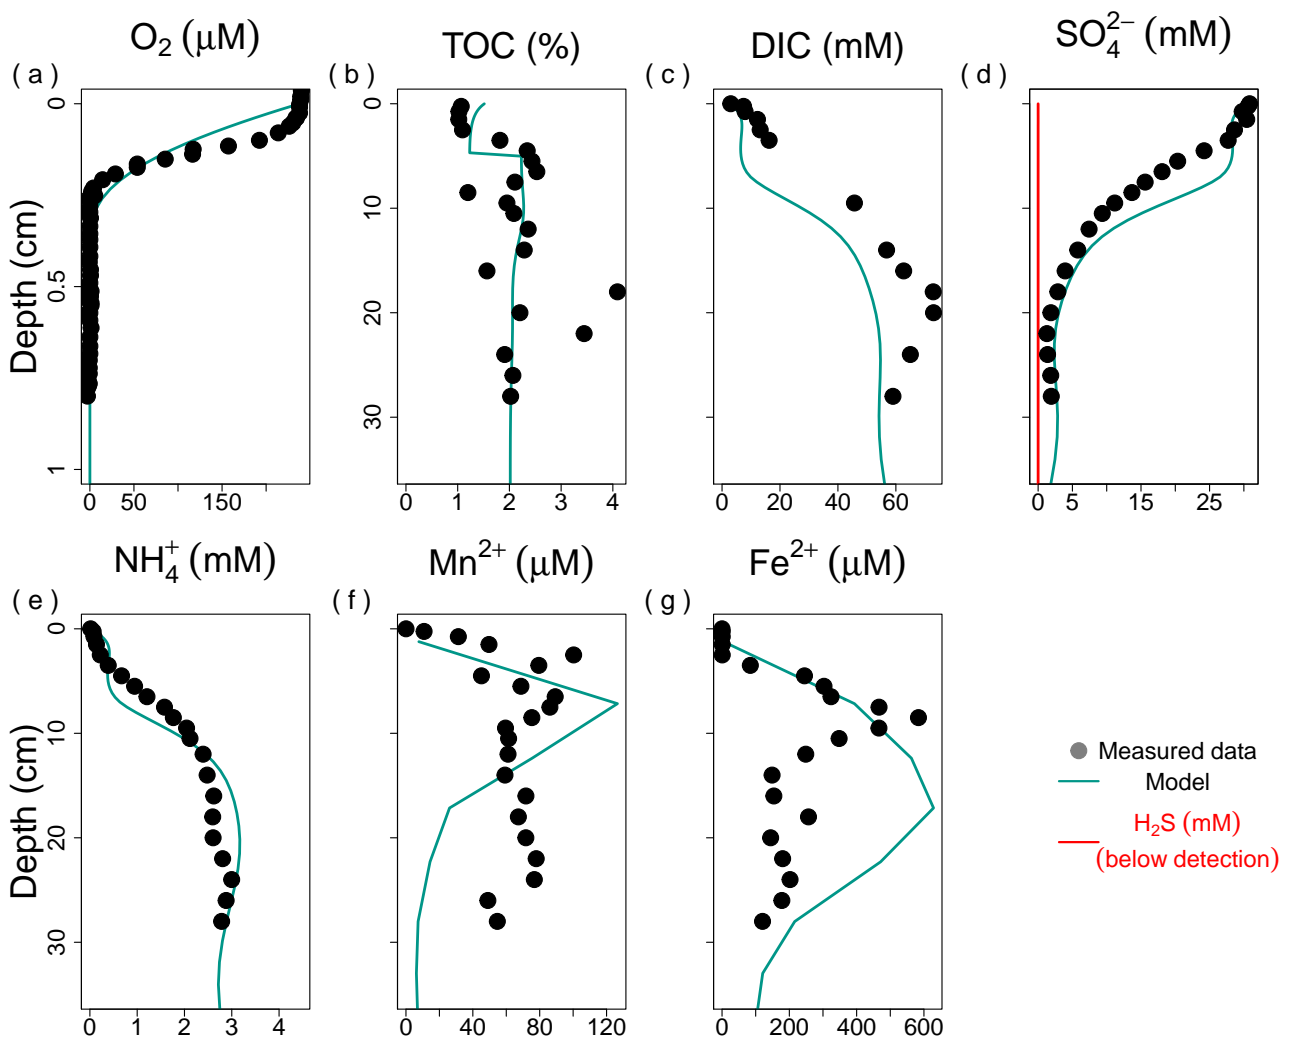 O₂ (μM)
TOC (%)
DIC (mM)
SO₄²⁻ (mM)
( a )
( b )
( c )
( d )
Depth (cm)
0
0.5
1
0
10
20
30
0 50 150
0 1 2 3 4
0 20 40 60
0 5 15 25
NH₄⁺ (mM)
Mn²⁺ (μM)
Fe²⁺ (μM)
( e )
( f )
( g )
Depth (cm)
0
10
20
30
0 1 2 3 4
0 40 80 120
0 200 400 600
Measured data
Model
H₂S (mM)
(below detection)